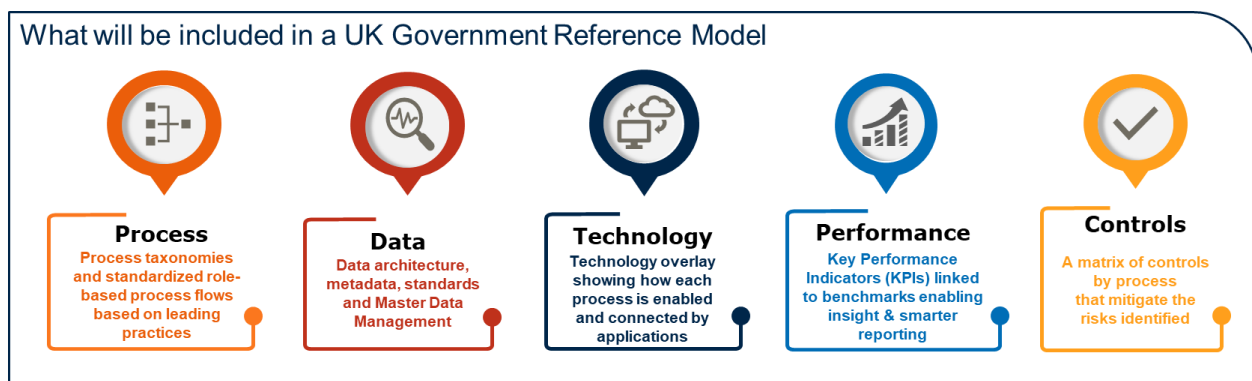 What will be included in a UK Government Reference Model
Process
Process taxonomies
and standardized role-
based process flows
based on leading
practices
Data
Data architecture,
metadata, standards
and Master Data
Management
Technology
Technology overlay
showing how each
process is enabled
and connected by
applications
Performance
Key Performance
Indicators (KPIs) linked
to benchmarks enabling
insight & smarter
reporting
Controls
A matrix of controls
by process
that mitigate the
risks identified